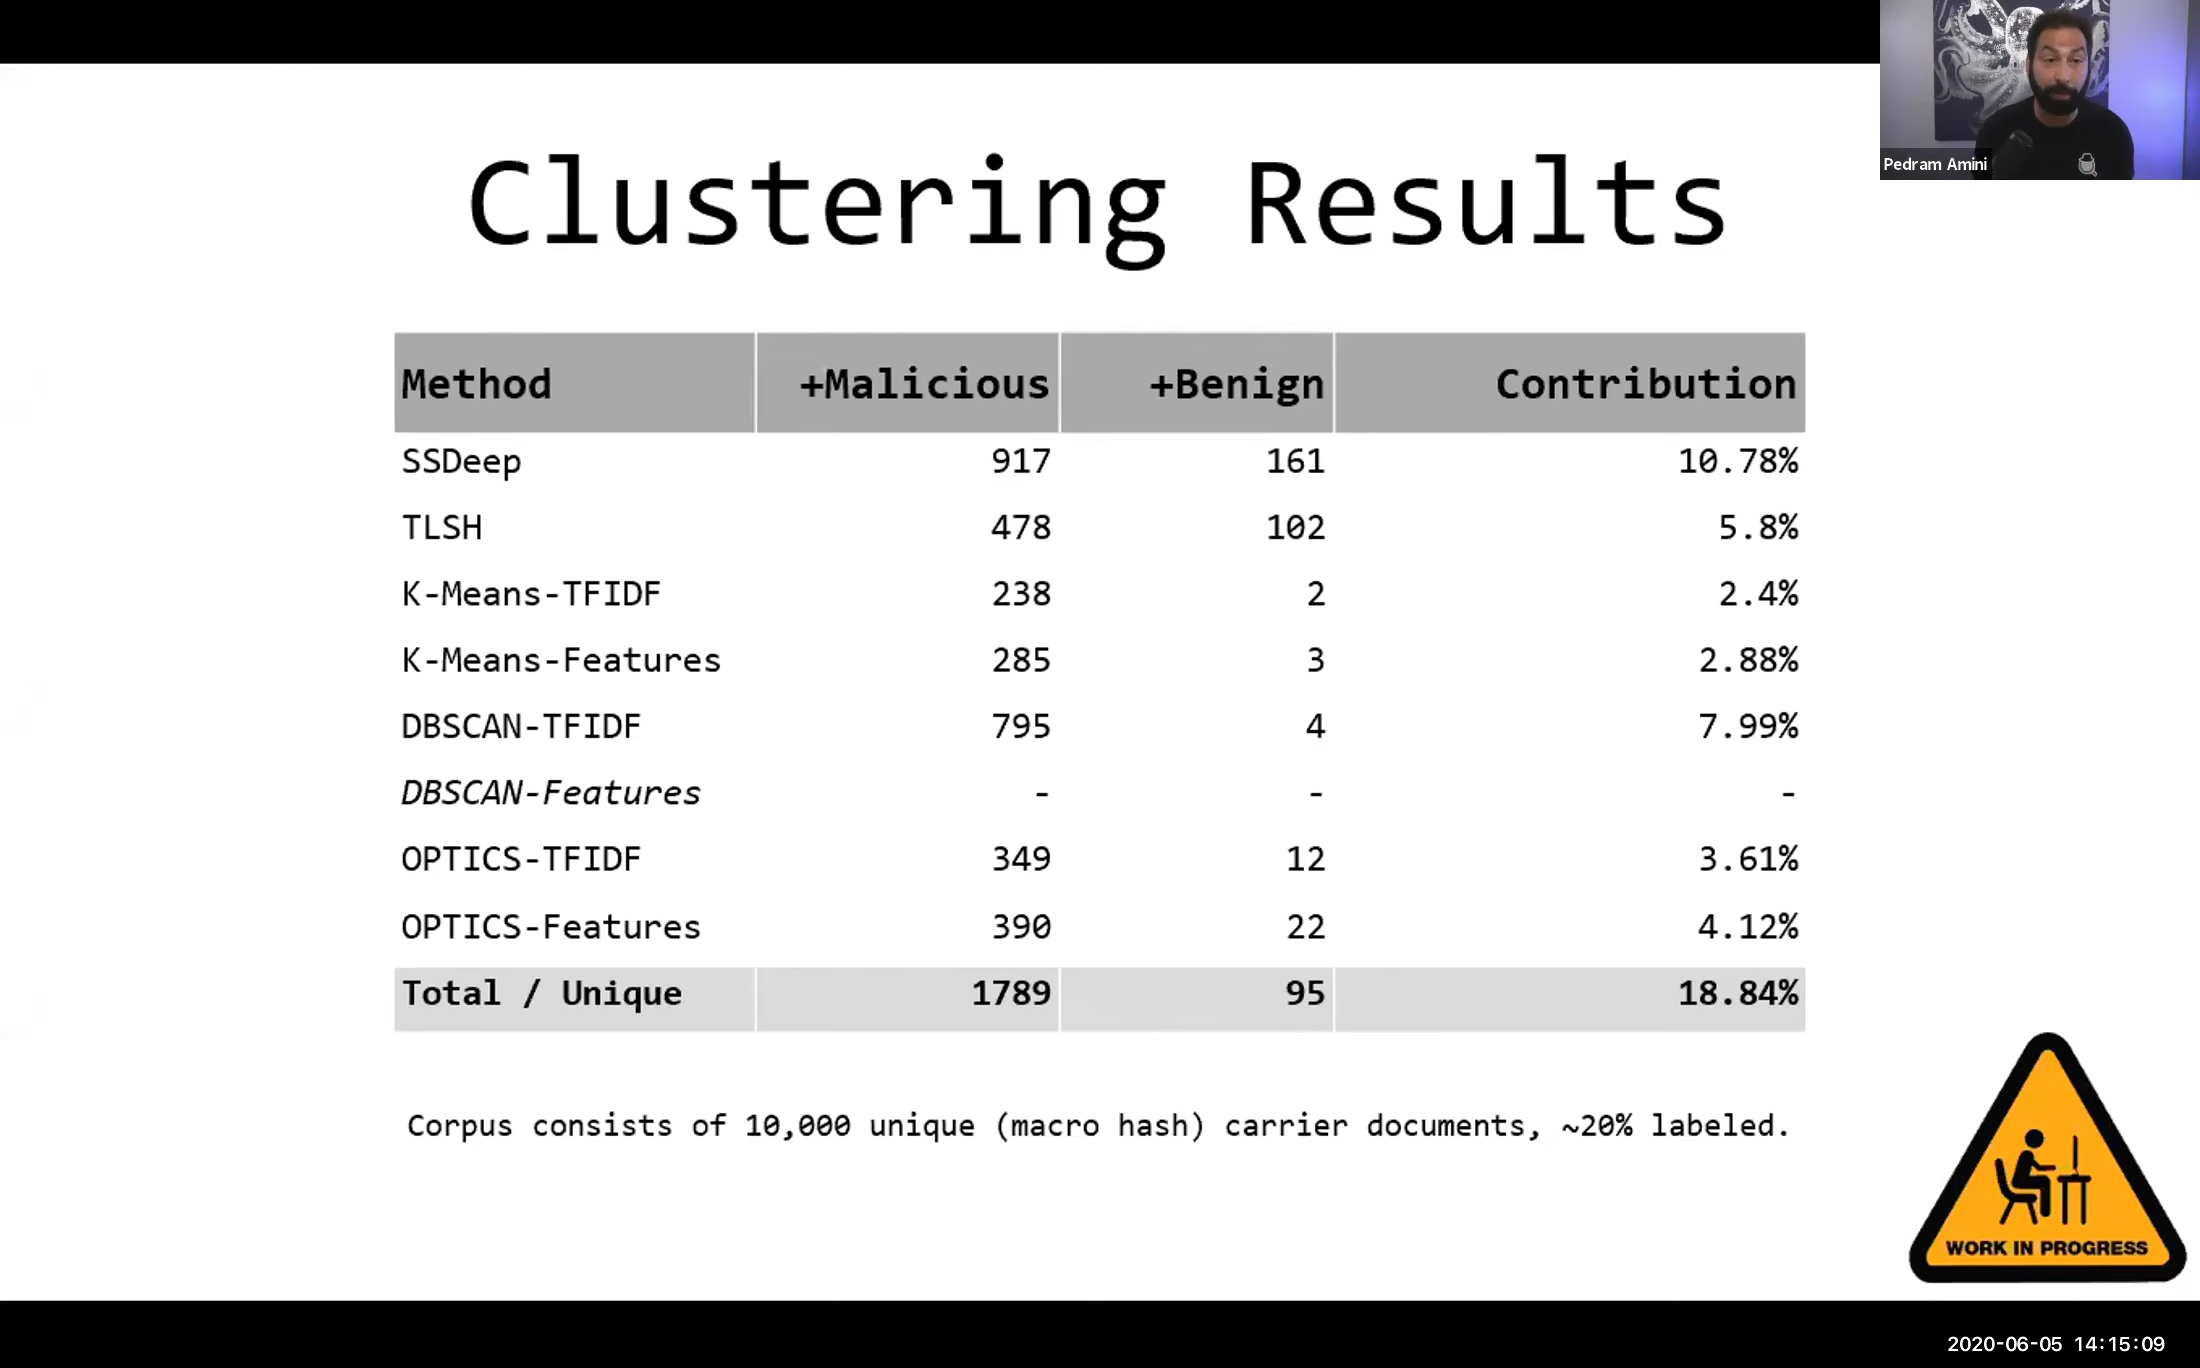 Pedram Amini
Clustering Results
Method +Malicious +Benign Contribution
SSDeep 917 161 10.78%
TLSH 478 102 5.8%
K-Means-TFIDF 238 2 2.4%
K-Means-Features 285 3 2.88%
DBSCAN-TFIDF 795 4 7.99%
DBSCAN-Features - - -
OPTICS-TFIDF 349 12 3.61%
OPTICS-Features 390 22 4.12%
Total / Unique 1789 95 18.84%
Corpus consists of 10,000 unique (macro hash) carrier documents, ~20% labeled.
WORK IN PROGRESS
2020-06-05 14:15:09